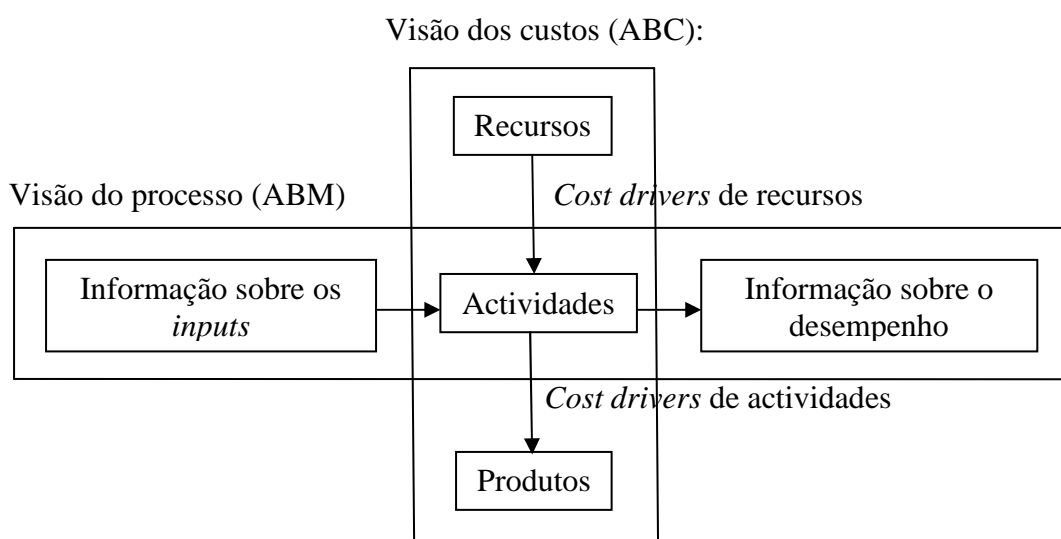 Visão dos custos (ABC):
Recursos
Visão do processo (ABM)
Cost drivers de recursos
Informação sobre os
inputs
Actividades
Informação sobre o
desempenho
Cost drivers de actividades
Produtos